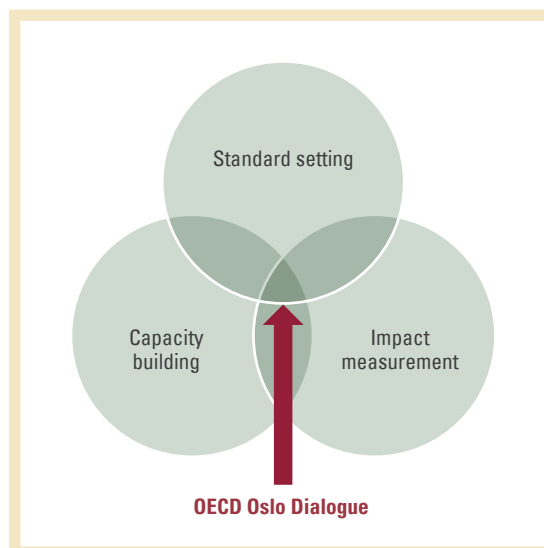 Standard setting
Capacity
building
Impact
measurement
OECD Oslo Dialogue